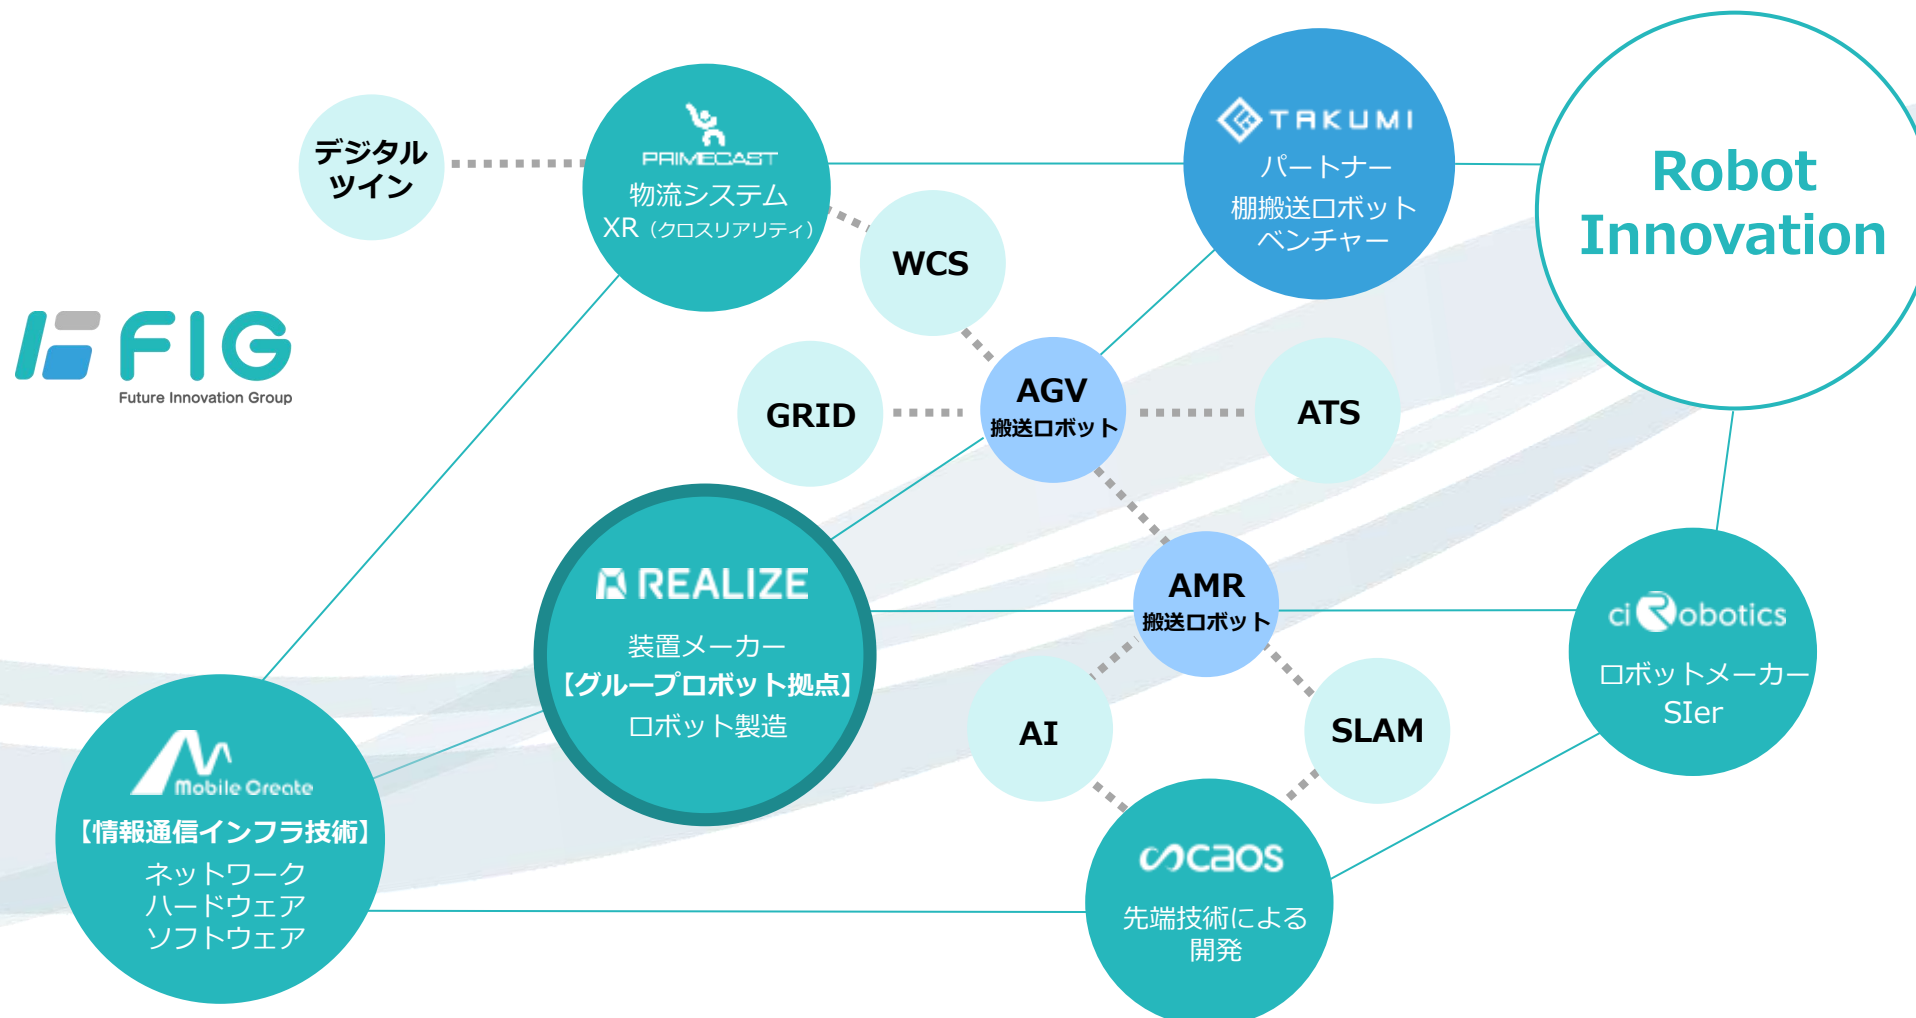 FIG
Future Innovation Group
デジタル
ツイン
PRIMECAST
物流システム
XR（クロスリアリティ）
TAKUMI
パートナー
棚搬送ロボット
ベンチャー
Robot
Innovation
WCS
GRID
AGV
搬送ロボット
ATS
REALIZE
装置メーカー
【グループロボット拠点】
ロボット製造
AMR
搬送ロボット
ciRobotics
ロボットメーカー
SIer
AI
SLAM
Mobile Create
【情報通信インフラ技術】
ネットワーク
ハードウェア
ソフトウェア
caos
先端技術による
開発